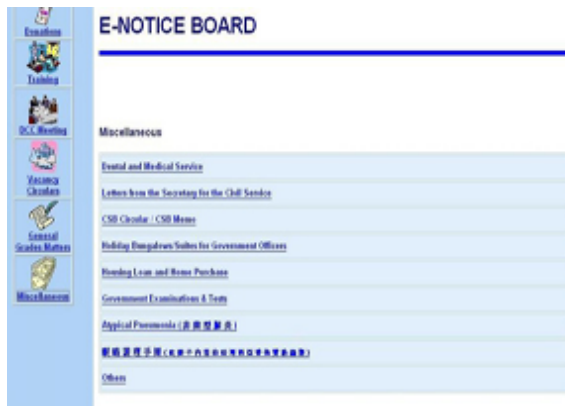 E-NOTICE BOARD
Evaluations
Training
DCC Meeting
Vacancy
Circulars
General
Grades Matters
Miscellaneous
Miscellaneous
Dental and Medical Service
Letters from the Secretary for the Civil Service
CSB Circular / CSB Memo
Holiday Bungalows/Suites for Government Officers
Housing Loan and Home Purchase
Government Examinations & Tests
Atypical Pneumonia (非典型肺炎)
Others